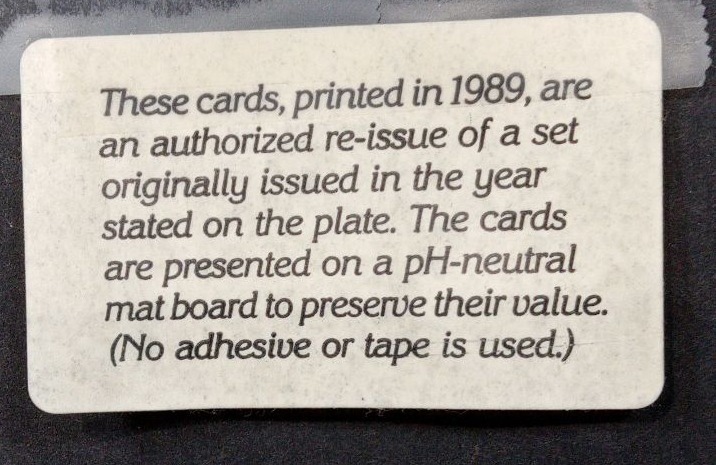 These cards, printed in 1989, are
an authorized re-issue of a set
originally issued in the year
stated on the plate. The cards
are presented on a pH-neutral
mat board to preserve their value.
(No adhesive or tape is used.)